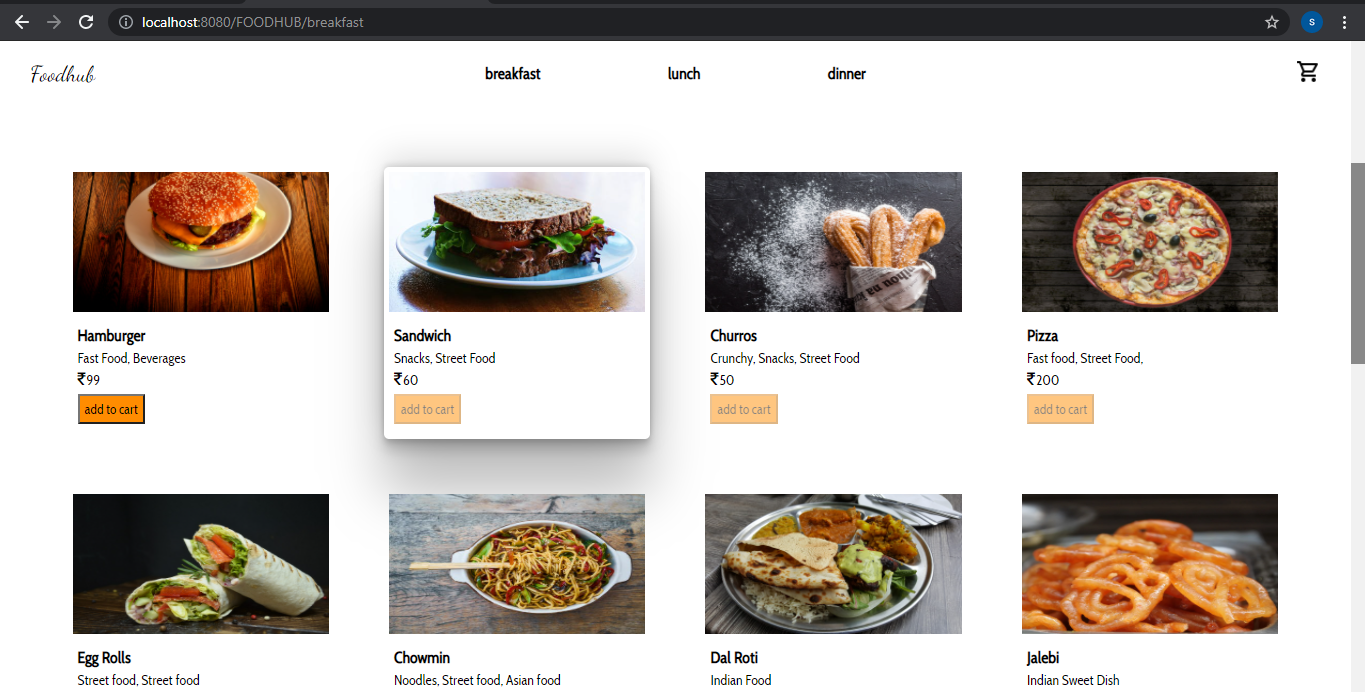 localhost:8080/FOODHUB/breakfast
S
Foodhub
breakfast lunch dinner
Hamburger
Fast Food, Beverages
₹99
add to cart
Sandwich
Snacks, Street Food
₹60
add to cart
Churros
Crunchy, Snacks, Street Food
₹50
add to cart
Pizza
Fast food, Street Food,
₹200
add to cart
Egg Rolls
Street food, Street food
Chowmin
Noodles, Street food, Asian food
Dal Roti
Indian Food
Jalebi
Indian Sweet Dish